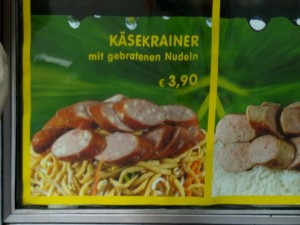 KÄSEKRAINER
mit gebratenen Nudeln
€ 3,90